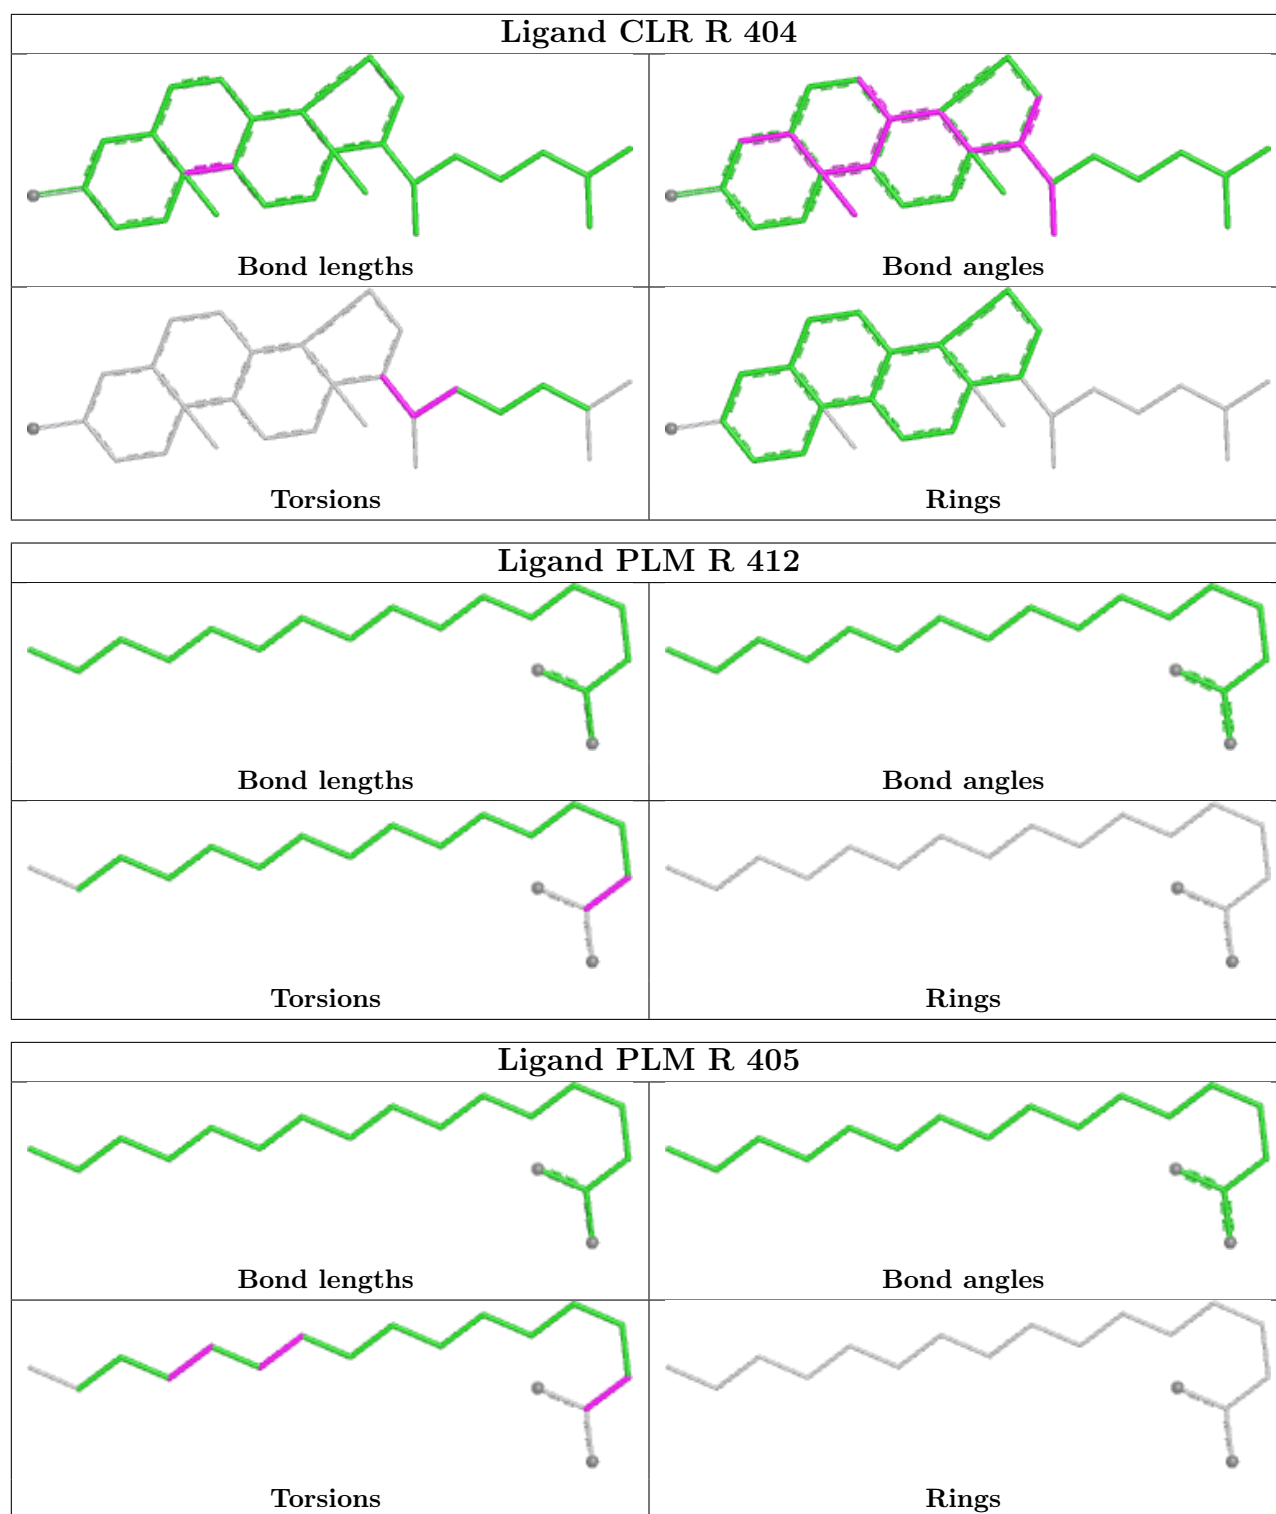 Ligand CLR R 404
Bond lengths
Bond angles
Torsions
Rings
Ligand PLM R 412
Bond lengths
Bond angles
Torsions
Rings
Ligand PLM R 405
Bond lengths
Bond angles
Torsions
Rings